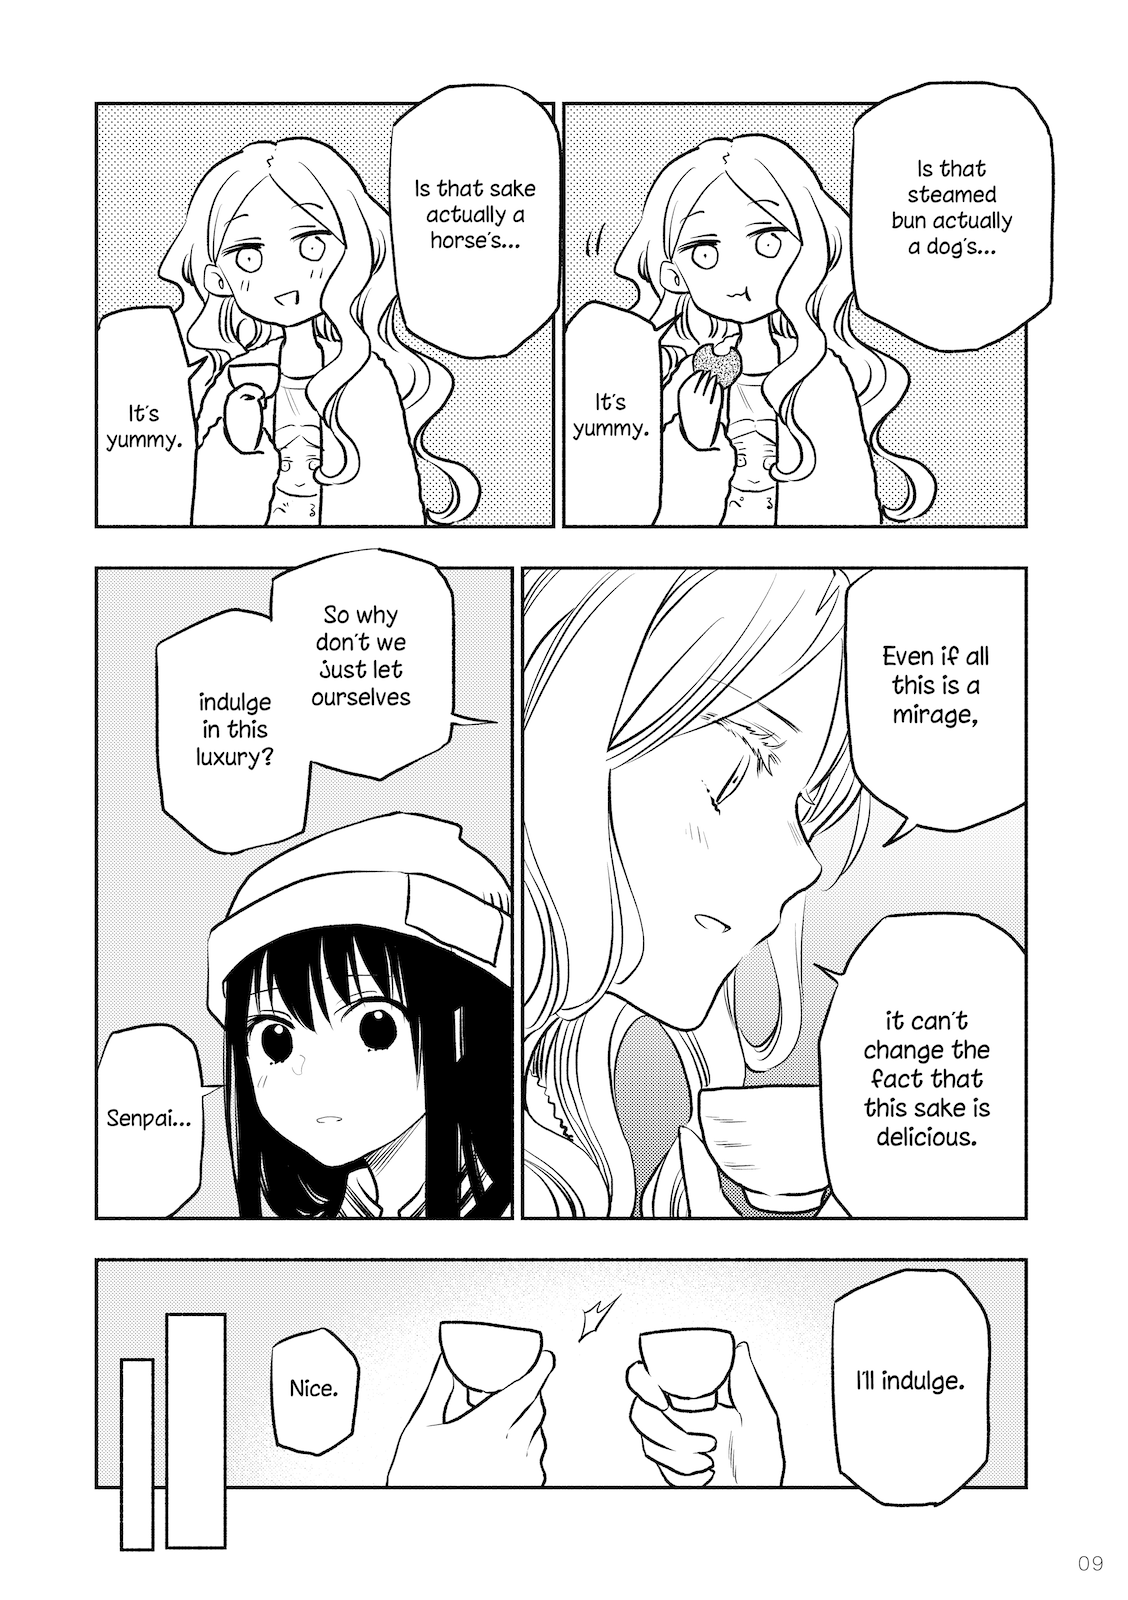 Is that
steamed
bun actually
a dog's...
It's
yummy.
Is that sake
actually a
horse's...
It's
yummy.
Even if all
this is a
mirage,
it can't
change the
fact that
this sake is
delicious.
So why
don't we
just let
ourselves
indulge
in this
luxury?
Senpai...
I'll indulge.
Nice.
09